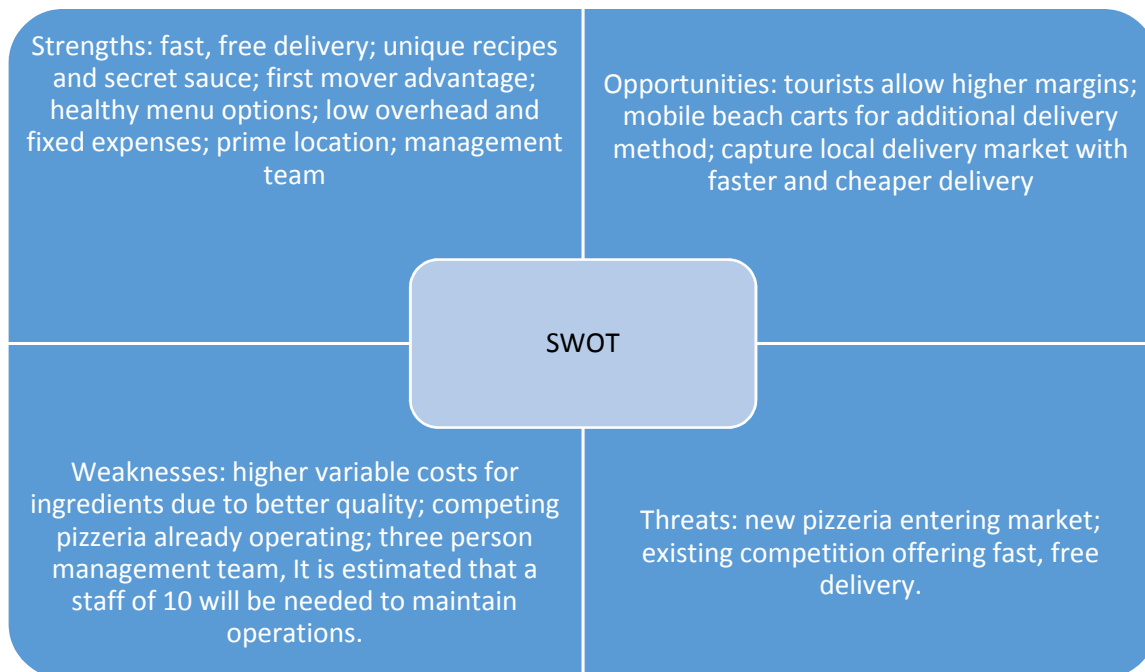 Strengths: fast, free delivery; unique recipes
and secret sauce; first mover advantage;
healthy menu options; low overhead and
fixed expenses; prime location; management
team
Opportunities: tourists allow higher margins;
mobile beach carts for additional delivery
method; capture local delivery market with
faster and cheaper delivery
SWOT
Weaknesses: higher variable costs for
ingredients due to better quality; competing
pizzeria already operating; three person
management team, It is estimated that a
staff of 10 will be needed to maintain
operations.
Threats: new pizzeria entering market;
existing competition offering fast, free
delivery.